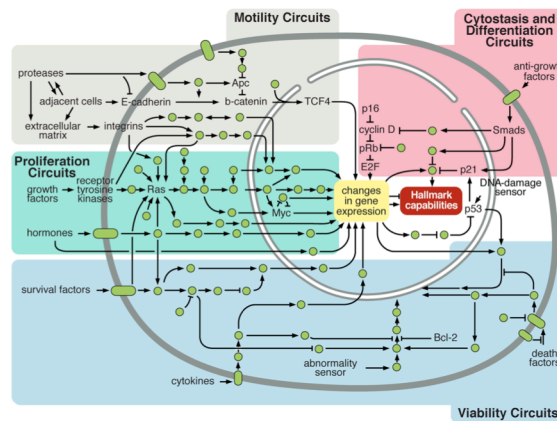 Motility Circuits
Cytostasis and
Differentiation
Circuits
proteases
adjacent cells
extracellular
matrix
E-cadherin
integrins
Apc
b-catenin
TCF4
p16
cyclin D
pRb
E2F
anti-growth
factors
Smads
p21
DNA-damage
sensor
p53
Proliferation
Circuits
growth
factors
receptor
tyrosine
kinases
Ras
Myc
changes
in gene
expression
Hallmark
capabilities
hormones
survival factors
cytokines
abnormality
sensor
Bcl-2
death
factors
Viability Circuits